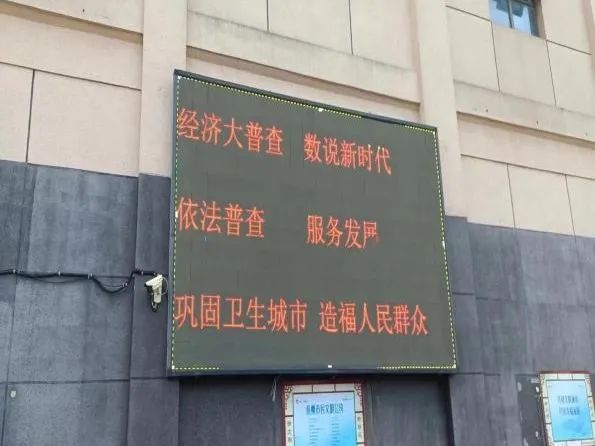 经济大普查 数说新时代
依法普查 服务发展
巩固卫生城市 造福人民群众